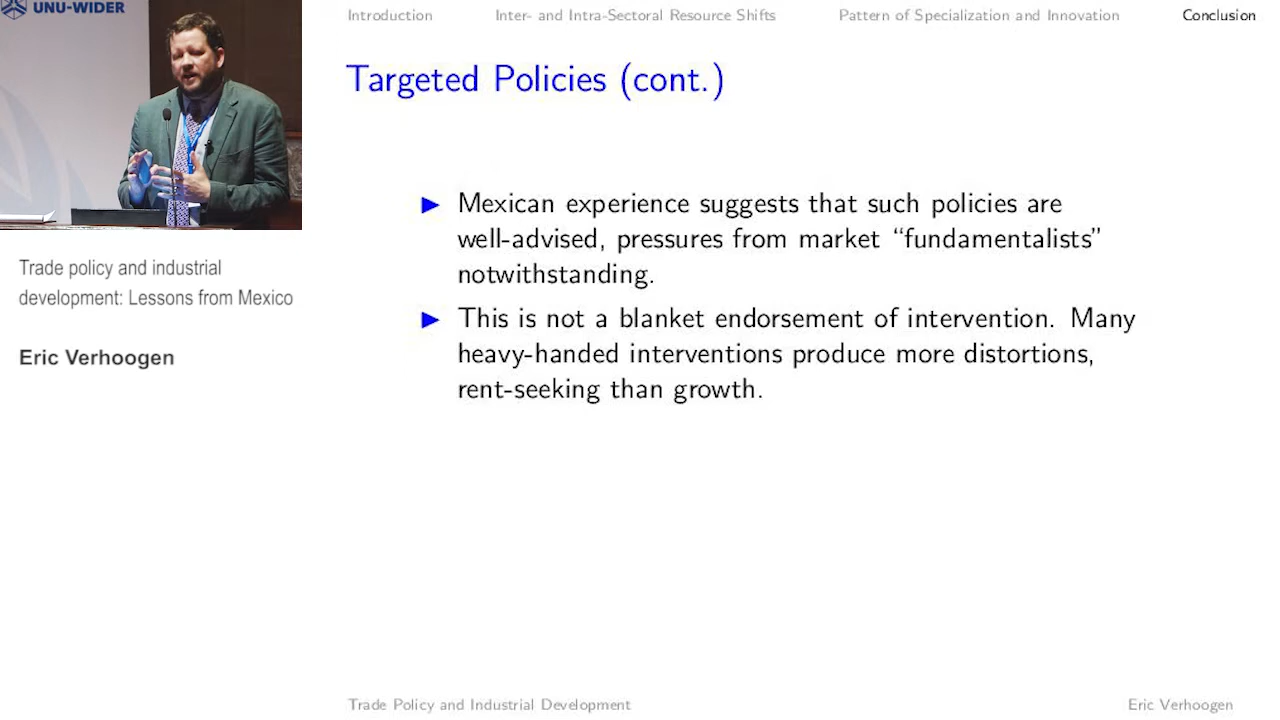 UNU-WIDER
Introduction
Inter- and Intra-Sectoral Resource Shifts
Pattern of Specialization and Innovation
Conclusion
Targeted Policies (cont.)
Mexican experience suggests that such policies are
well-advised, pressures from market “fundamentalists”
notwithstanding.
This is not a blanket endorsement of intervention. Many
heavy-handed interventions produce more distortions,
rent-seeking than growth.
Trade policy and industrial
development: Lessons from Mexico
Eric Verhoogen
Trade Policy and Industrial Development
Eric Verhoogen